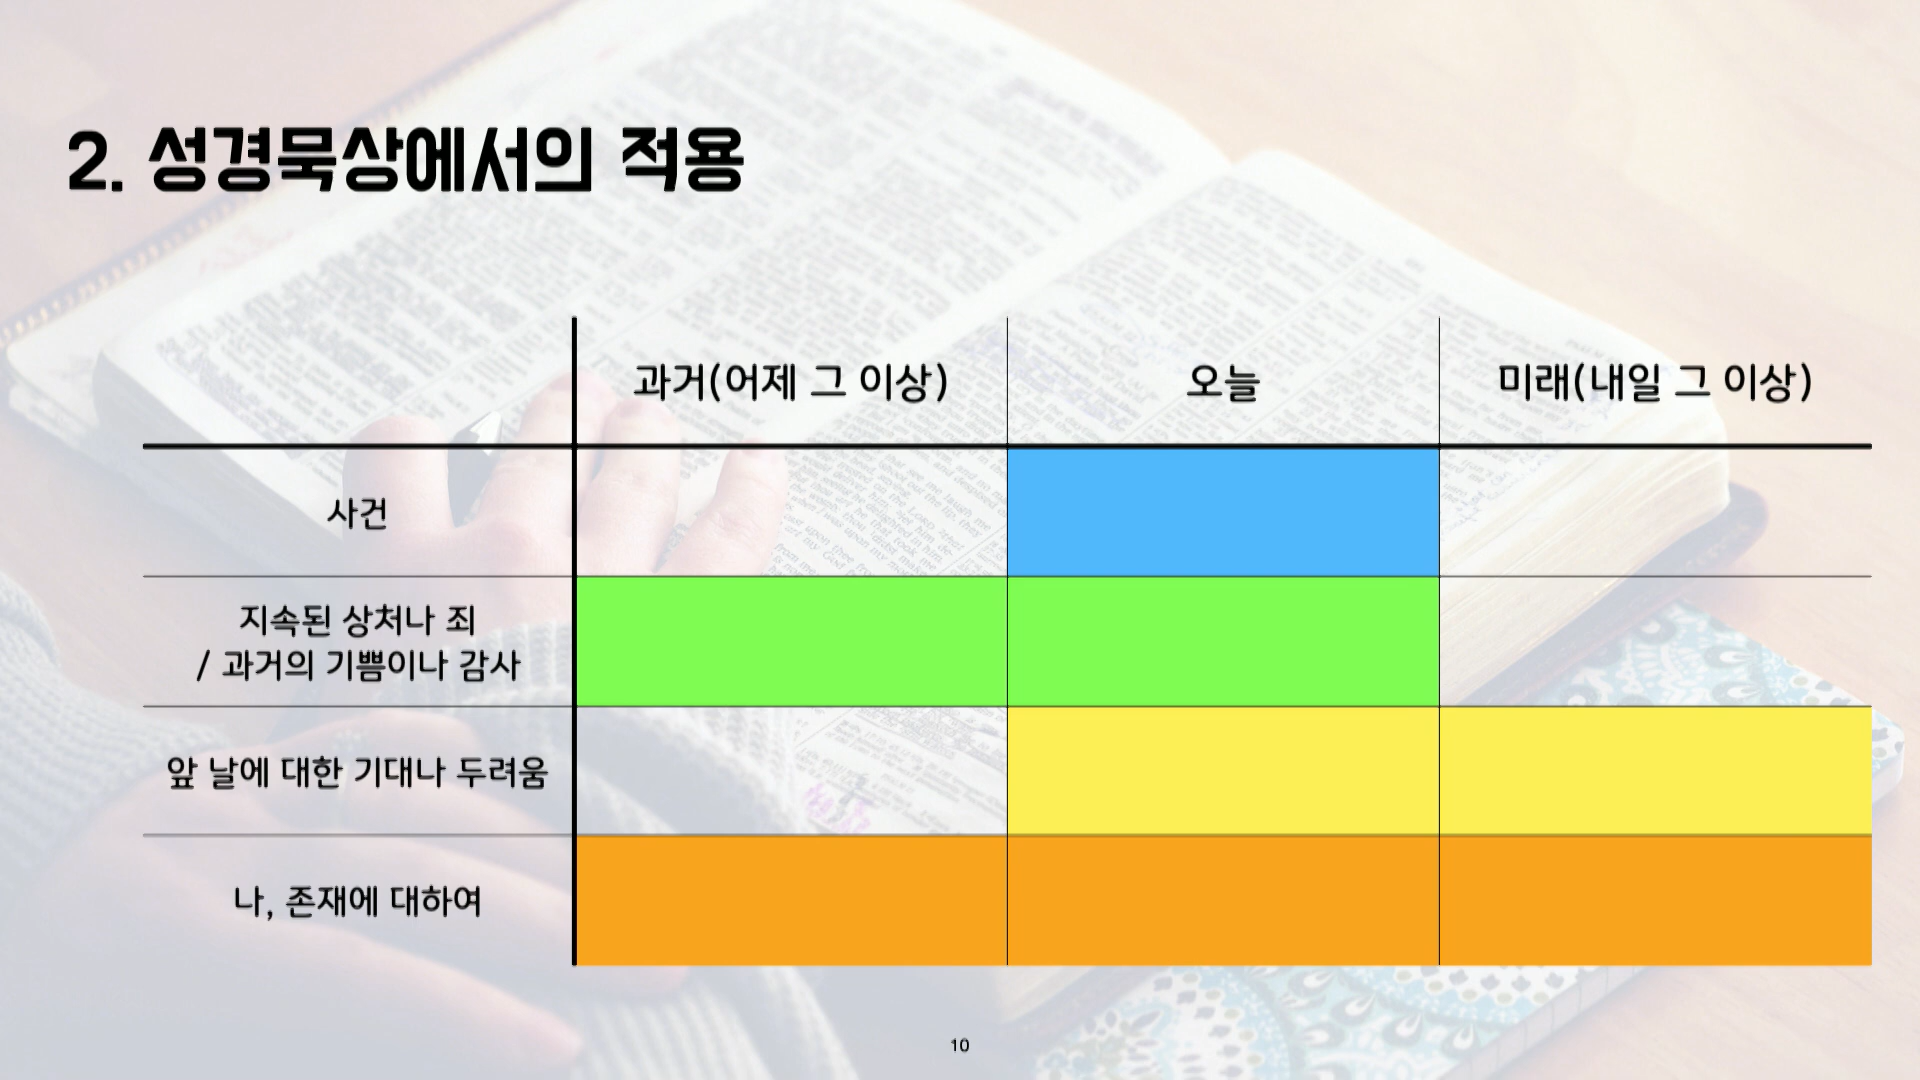 2. 성경묵상에서의 적용
과거(어제 그 이상)
오늘
미래(내일 그 이상)
사건
지속된 상처나 죄
/ 과거의 기쁨이나 감사
앞 날에 대한 기대나 두려움
나, 존재에 대하여
10